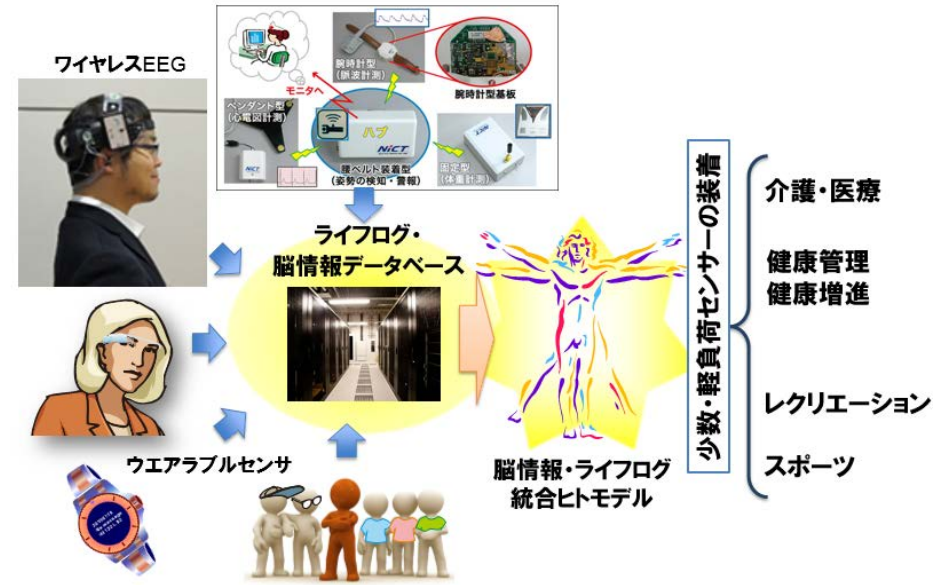 ワイヤレスEEG
モニタへ
腕時計型
(脈波計測)
腕時計型基板
ペンダント型
(心電図計測)
ハブ
NiCT
NiCT
腰ベルト装着型
(姿勢の検知・警報)
固定型
(体重計測)
NiCT
ライフログ・
脳情報データベース
ウエアラブルセンサ
脳情報・ライフログ
統合ヒトモデル
少数・軽負荷センサーの装着
介護・医療
健康管理
健康増進
レクリエーション
スポーツ